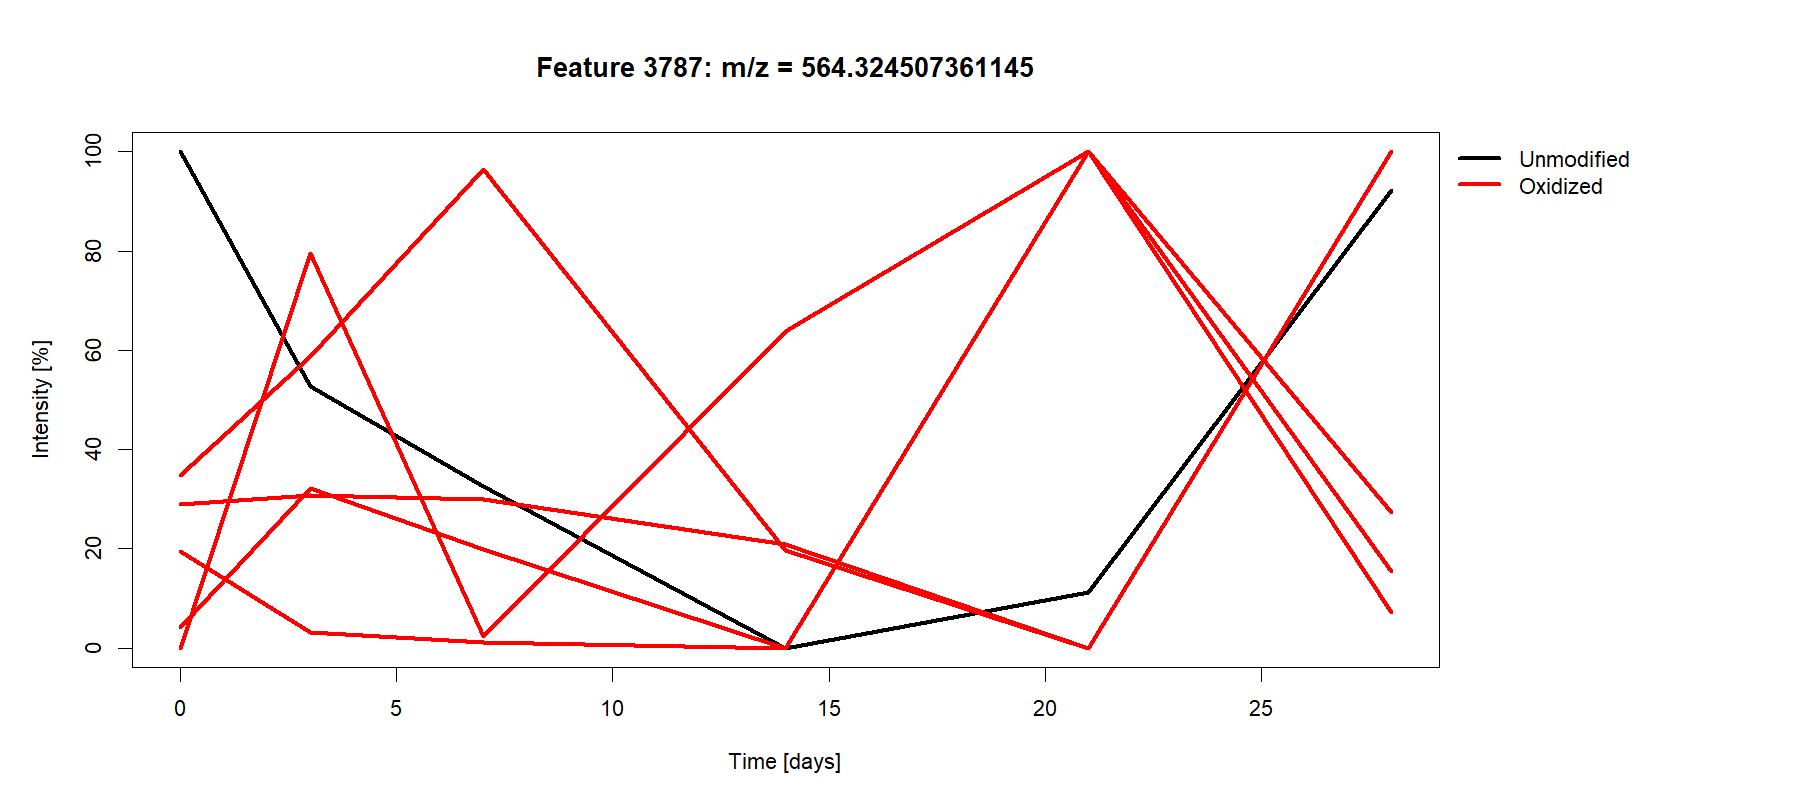 Feature 3787: m/z = 564.324507361145
Unmodified
Oxidized
Intensity [%]
100
80
60
40
20
0
0 5 10 15 20 25
Time [days]